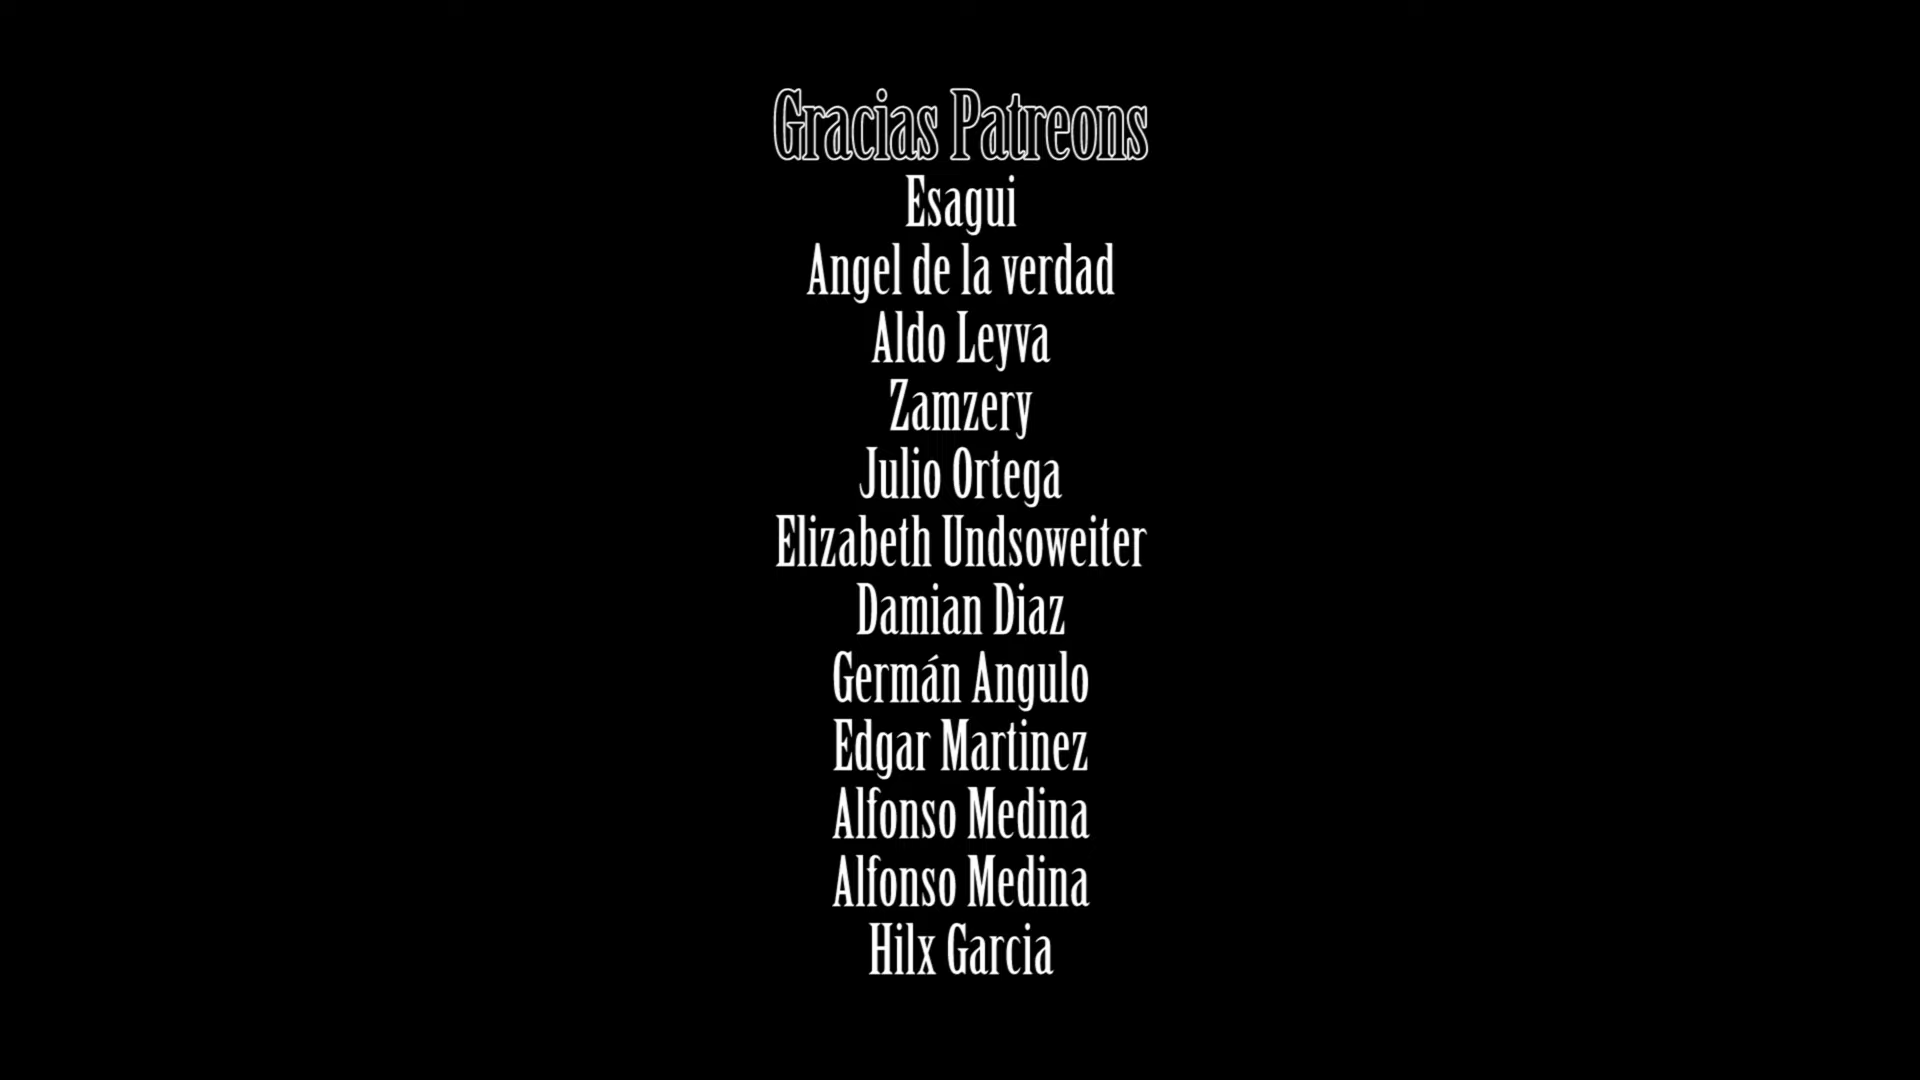 Gracias Patreons
Esagui
Angel de la verdad
Aldo Leyva
Zamzery
Julio Ortega
Elizabeth Undsoweiter
Damian Diaz
Germán Angulo
Edgar Martinez
Alfonso Medina
Alfonso Medina
Hilx Garcia